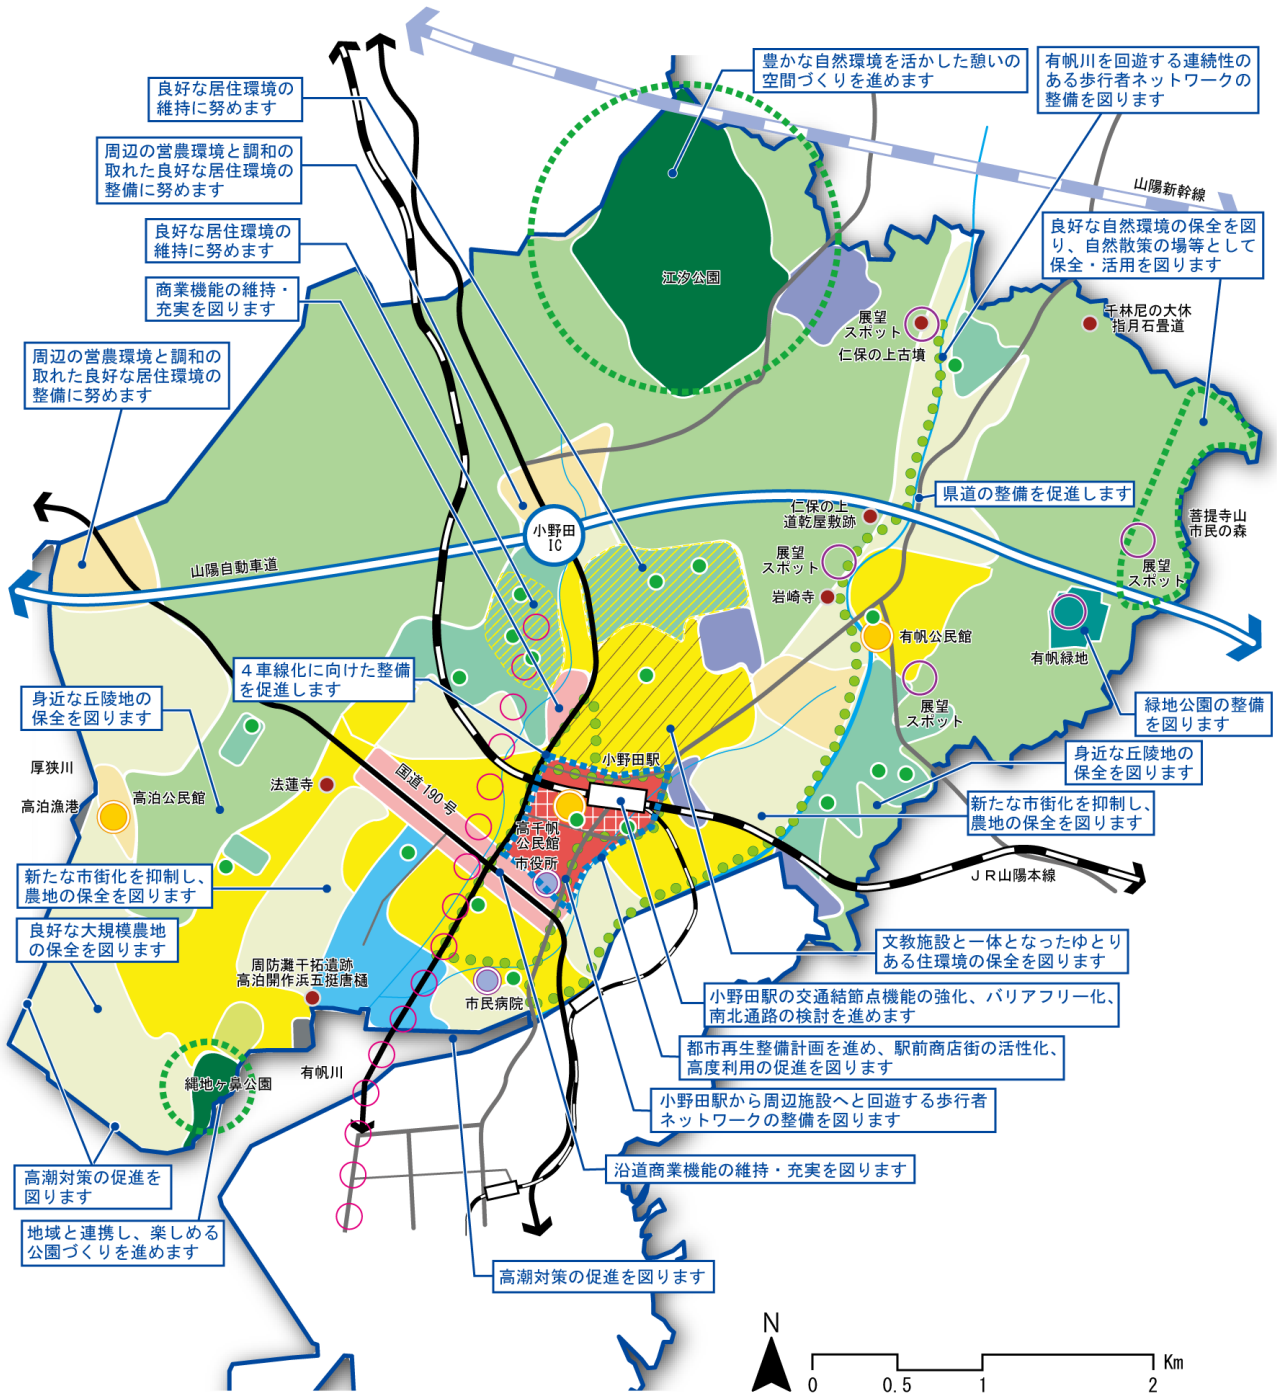 豊かな自然環境を活かした憩いの
空間づくりを進めます
有帆川を回遊する連続性の
ある歩行者ネットワークの
整備を図ります
良好な居住環境の
維持に努めます
周辺の営農環境と調和の
取れた良好な居住環境の
整備に努めます
山陽新幹線
良好な自然環境の保全を図
り、自然散策の場等として
保全・活用を図ります
良好な居住環境の
維持に努めます
江汐公園
商業機能の維持・
充実を図ります
展望
スポット
仁保の上古墳
千林尼の大休
指月石畳道
周辺の営農環境と調和の
取れた良好な居住環境の
整備に努めます
県道の整備を促進します
仁保の上
道乾屋敷跡
菩提寺山
市民の森
小野田
IC
展望
スポット
展望
スポット
山陽自動車道
岩崎寺
有帆公民館
有帆緑地
4車線化に向けた整備
を促進します
身近な丘陵地の
保全を図ります
展望
スポット
緑地公園の整備
を図ります
身近な丘陵地の
保全を図ります
厚狭川
小野田駅
国道190号
法蓮寺
高泊公民館
高泊漁港
新たな市街化を抑制し、
農地の保全を図ります
高千帆
公民館
市役所
JR山陽本線
新たな市街化を抑制し、
農地の保全を図ります
良好な大規模農地
の保全を図ります
文教施設と一体となったゆとり
ある住環境の保全を図ります
周防灘干拓遺跡
高泊開作浜五挺唐樋
市民病院
小野田駅の交通結節点機能の強化、バリアフリー化、
南北通路の検討を進めます
都市再生整備計画を進め、駅前商店街の活性化、
高度利用の促進を図ります
有帆川
縄地ヶ鼻公園
小野田駅から周辺施設へと回遊する歩行者
ネットワークの整備を図ります
沿道商業機能の維持・充実を図ります
高潮対策の促進を
図ります
地域と連携し、楽しめる
公園づくりを進めます
高潮対策の促進を図ります
N
Km
0 0.5 1 2